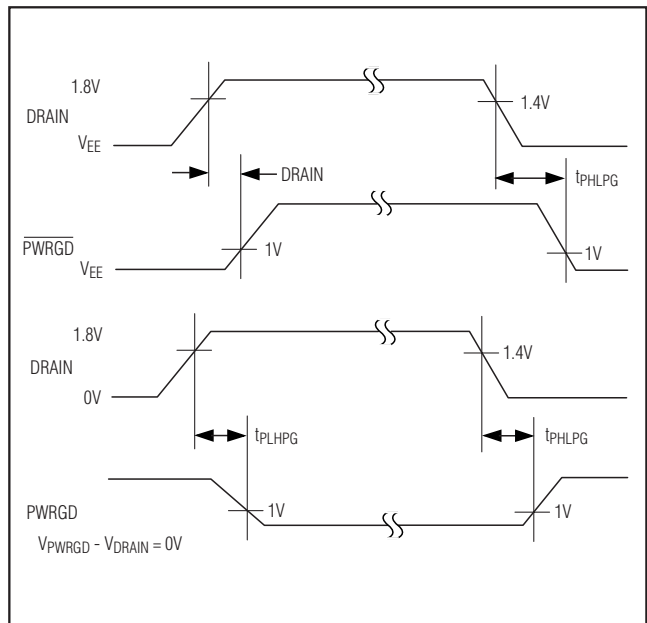 1.8V
DRAIN
1.4V
VEE
DRAIN
tPHLPG
PWRGD
1V
1V
VEE
1.8V
DRAIN
1.4V
0V
tPLHPG
tPHLPG
PWRGD
1V
1V
VPWRGD - VDRAIN = 0V